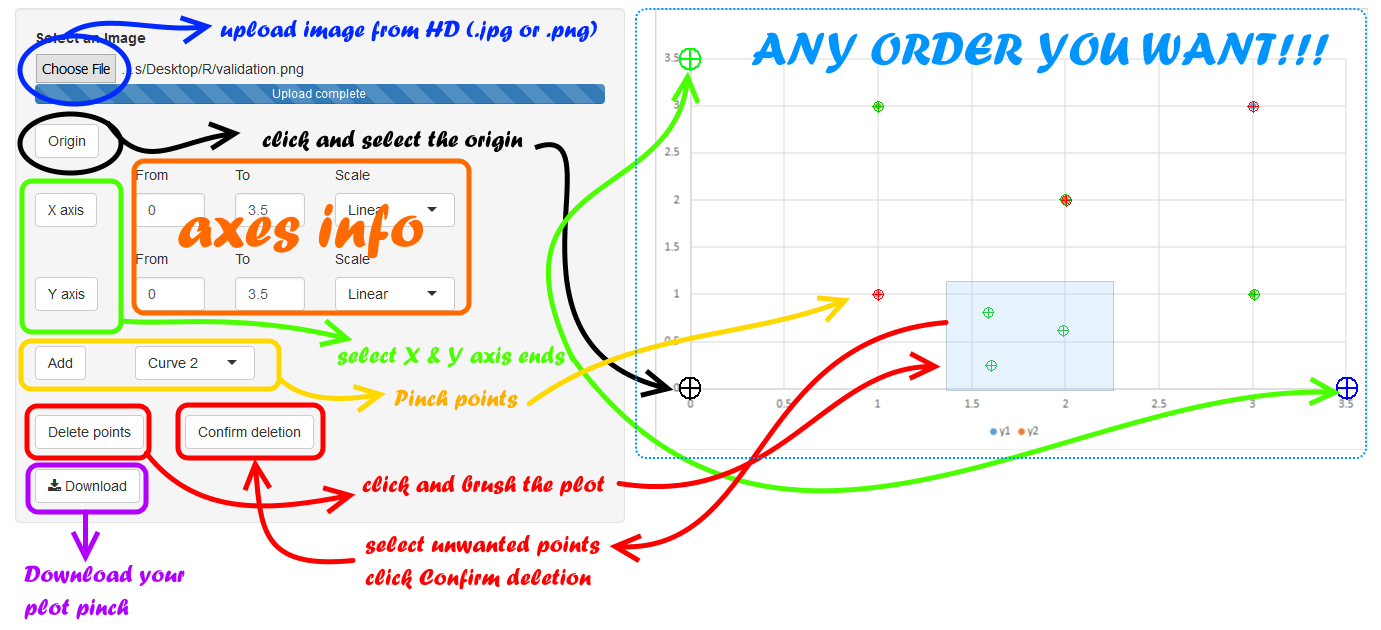 Select an Image
upload image from HD (.jpg or .png)
Choose File ...s/Desktop/R/validation.png
Upload complete
Origin
click and select the origin
From To Scale
X axis 0 3.5 Linear
axes info
From To Scale
Y axis 0 3.5 Linear
select X & Y axis ends
Add Curve 2
Pinch points
Delete points Confirm deletion
Download
click and brush the plot
select unwanted points
click Confirm deletion
Download your
plot pinch
ANY ORDER YOU WANT!!!
3.5
3
2.5
2
1.5
1
0.5
0
0 0.5 1 1.5 2 2.5 3 3.5
y1 y2